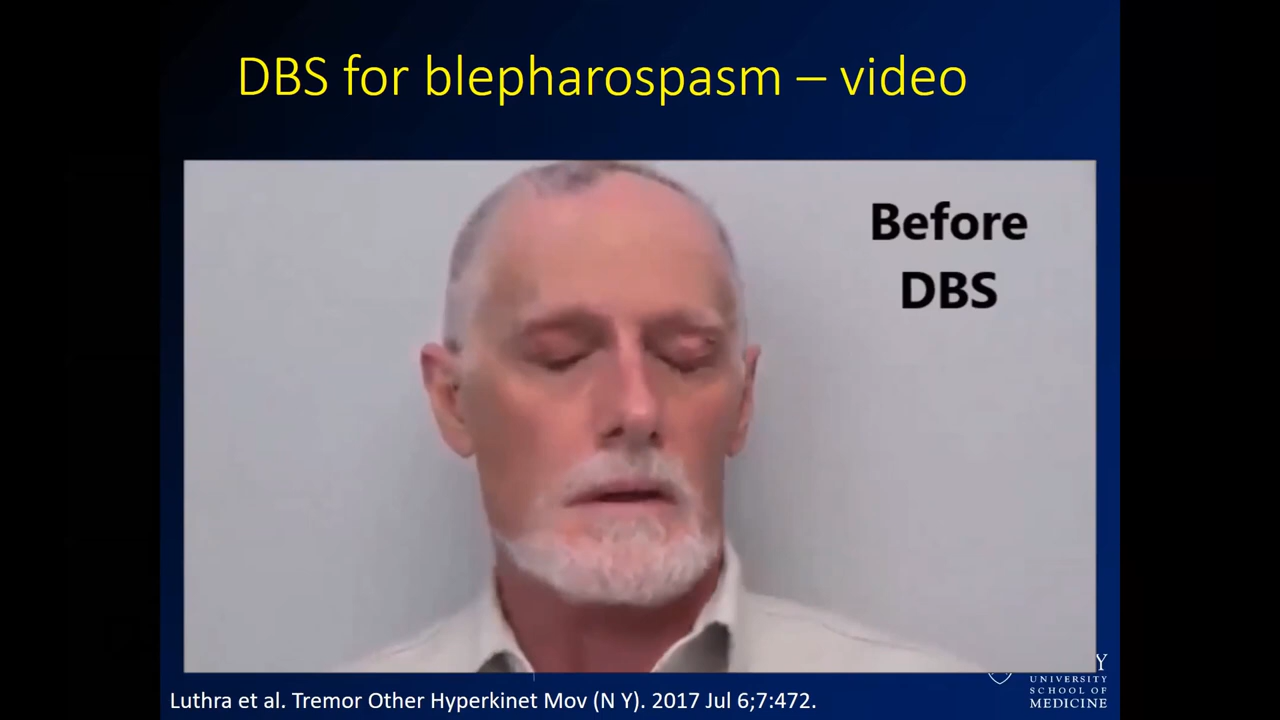 DBS for blepharospasm – video
Before
DBS
Luthra et al. Tremor Other Hyperkinet Mov (N Y). 2017 Jul 6;7:472.
Y
UNIVERSITY
SCHOOL OF
MEDICINE